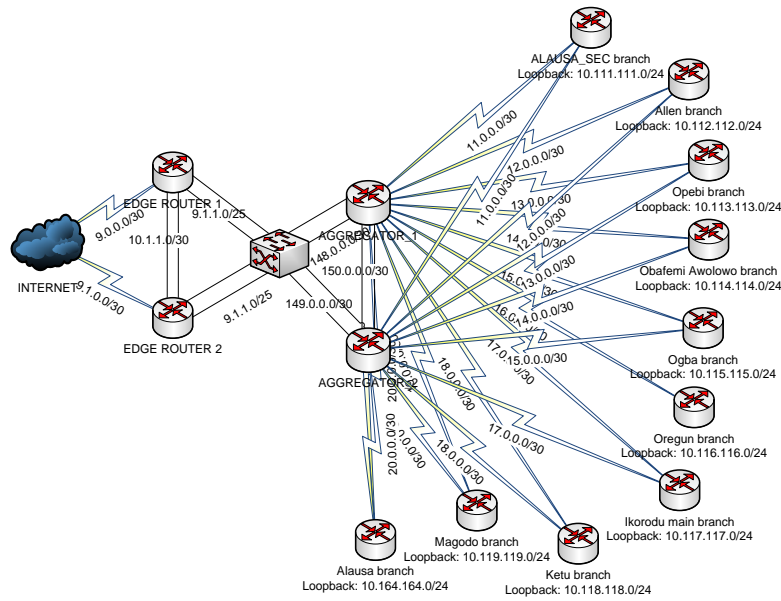 ALAUSA_SEC branch
Loopback: 10.111.111.0/24
Allen branch
Loopback: 10.112.112.0/24
11.0.0.0/30
12.0.0.0/30
Opebi branch
Loopback: 10.113.113.0/24
EDGE ROUTER 1
9.0.0.0/30
9.1.1.0/25
11.0.0.0/30
10.1.1.0/30
AGGREGATOR_1
150.0.0.0/30
12.0.0.0/30
13.0.0.0/30
Obafemi Awolowo branch
Loopback: 10.114.114.0/24
INTERNET
9.1.0.0/30
9.1.1.0/25
149.0.0.0/30
14.0.0.0/30
15.0.0.0/30
EDGE ROUTER 2
AGGREGATOR_2
Ogba branch
Loopback: 10.115.115.0/24
17.0.0.0/30
18.0.0.0/30
Oregun branch
Loopback: 10.116.116.0/24
17.0.0.0/30
20.0.0.0/30
18.0.0.0/30
Ikorodu main branch
Loopback: 10.117.117.0/24
Magodo branch
Loopback: 10.119.119.0/24
Alausa branch
Loopback: 10.164.164.0/24
Ketu branch
Loopback: 10.118.118.0/24